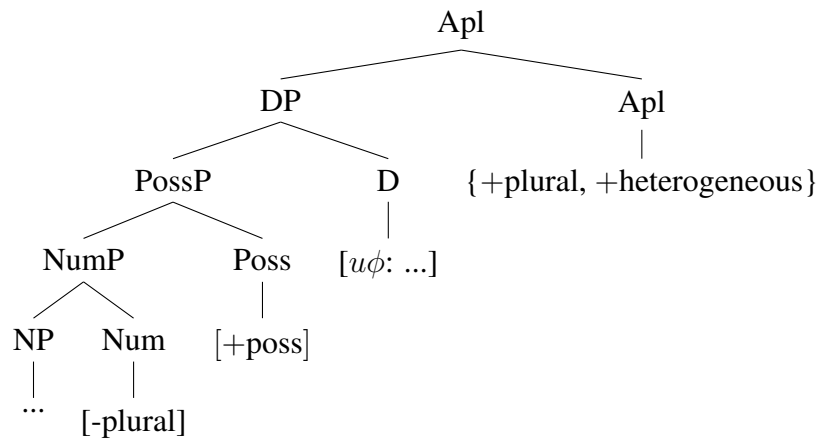 Apl
DP Apl
PossP D {+plural, +heterogeneous}
NumP Poss [uϕ: ...]
NP Num [+poss]
... [-plural]